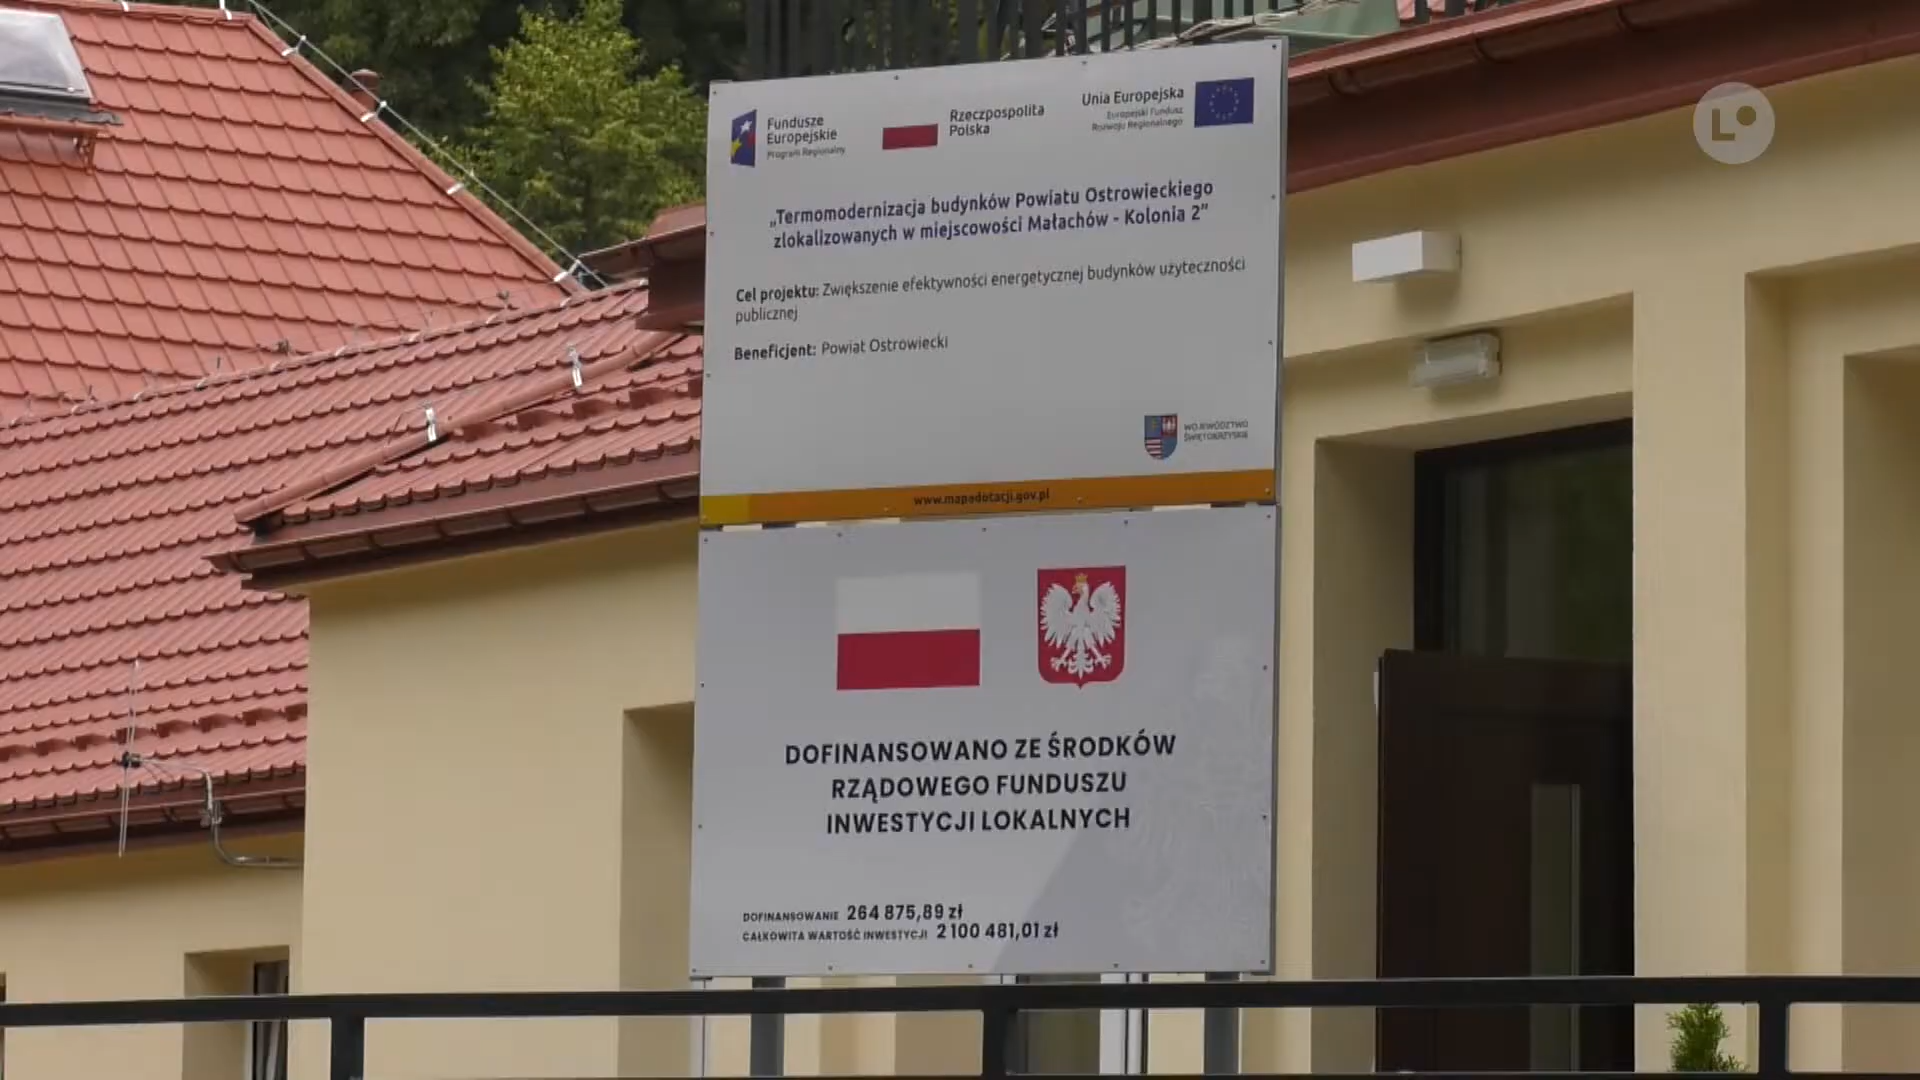 Fundusze
Europejskie
Program Regionalny
Rzeczpospolita
Polska
Unia Europejska
Europejski Fundusz
Rozwoju Regionalnego
„Termomodernizacja budynków Powiatu Ostrowieckiego
zlokalizowanych w miejscowości Małachów - Kolonia 2”
Cel projektu: Zwiększenie efektywności energetycznej budynków użyteczności
publicznej
Beneficjent: Powiat Ostrowiecki
WOJEWÓDZTWO
ŚWIĘTOKRZYSKIE
www.mapadotacji.gov.pl
DOFINANSOWANO ZE ŚRODKÓW
RZĄDOWEGO FUNDUSZU
INWESTYCJI LOKALNYCH
DOFINANSOWANIE 264 875,89 zł
CAŁKOWITA WARTOŚĆ INWESTYCJI 2 100 481,01 zł